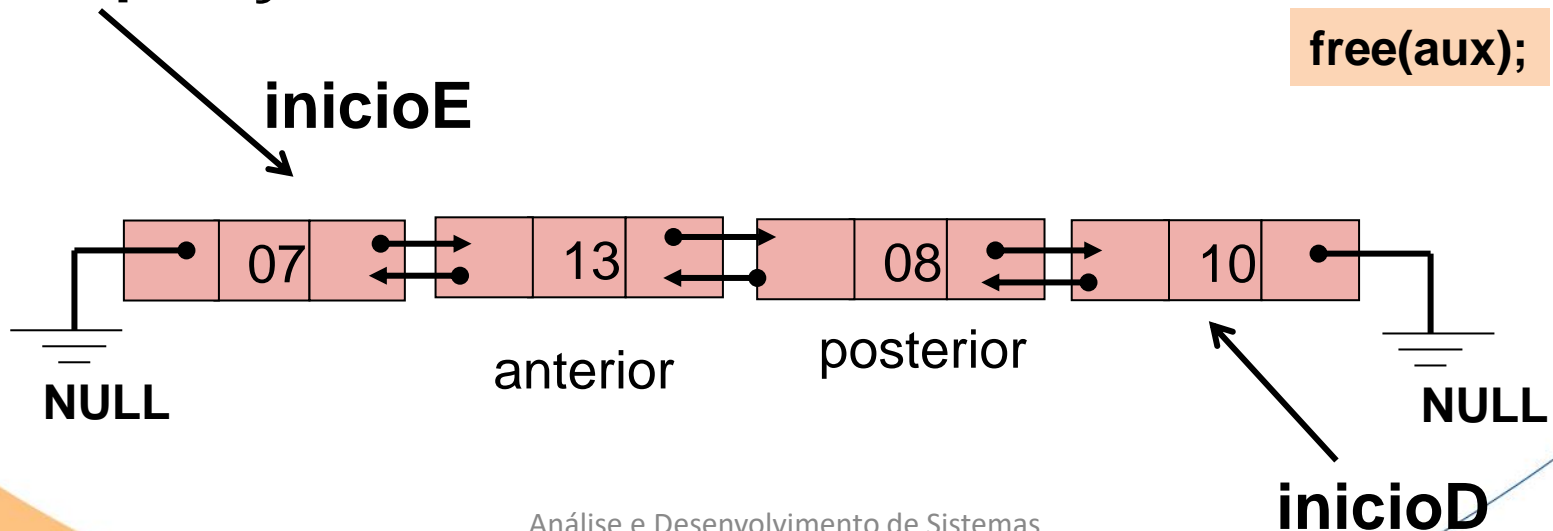 free(aux);
inicioE
07 13 08 10
anterior posterior
NULL NULL
inicioD
Análise e Desenvolvimento de Sistemas